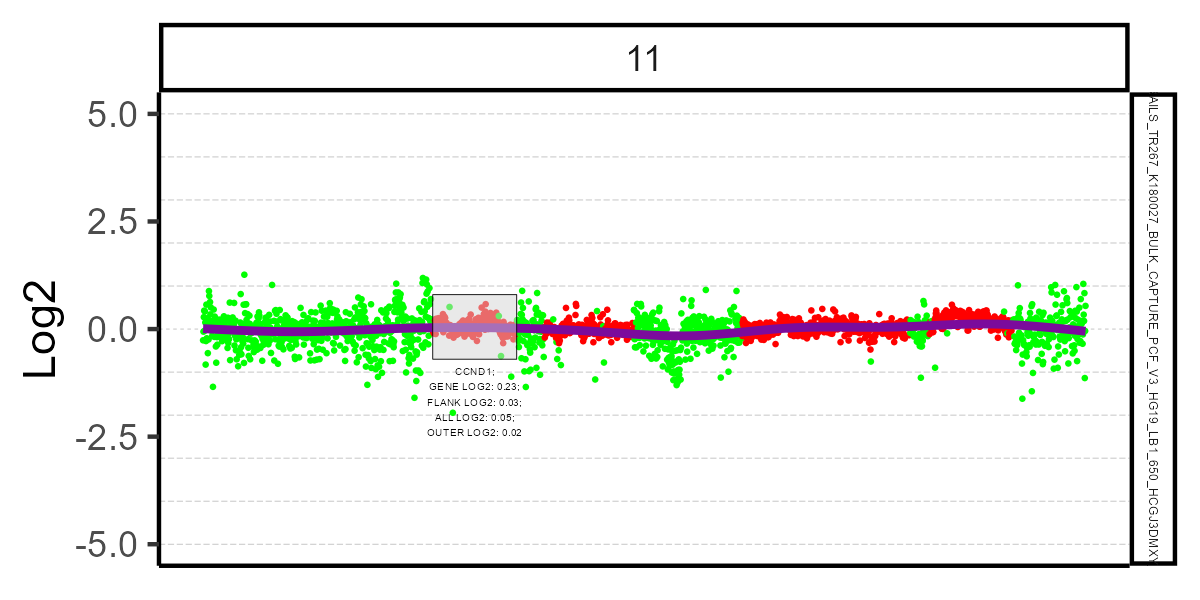 11
5.0
2.5
0.0
-2.5
-5.0
Log2
CCND1;
GENE LOG2: 0.23;
FLANK LOG2: 0.03;
ALL LOG2: 0.05;
OUTER LOG2: 0.02
AILS_TR267_K180027_BULK_CAPTURE_PCE_V3_HG19_LB1_650_HCGJ3DMXY